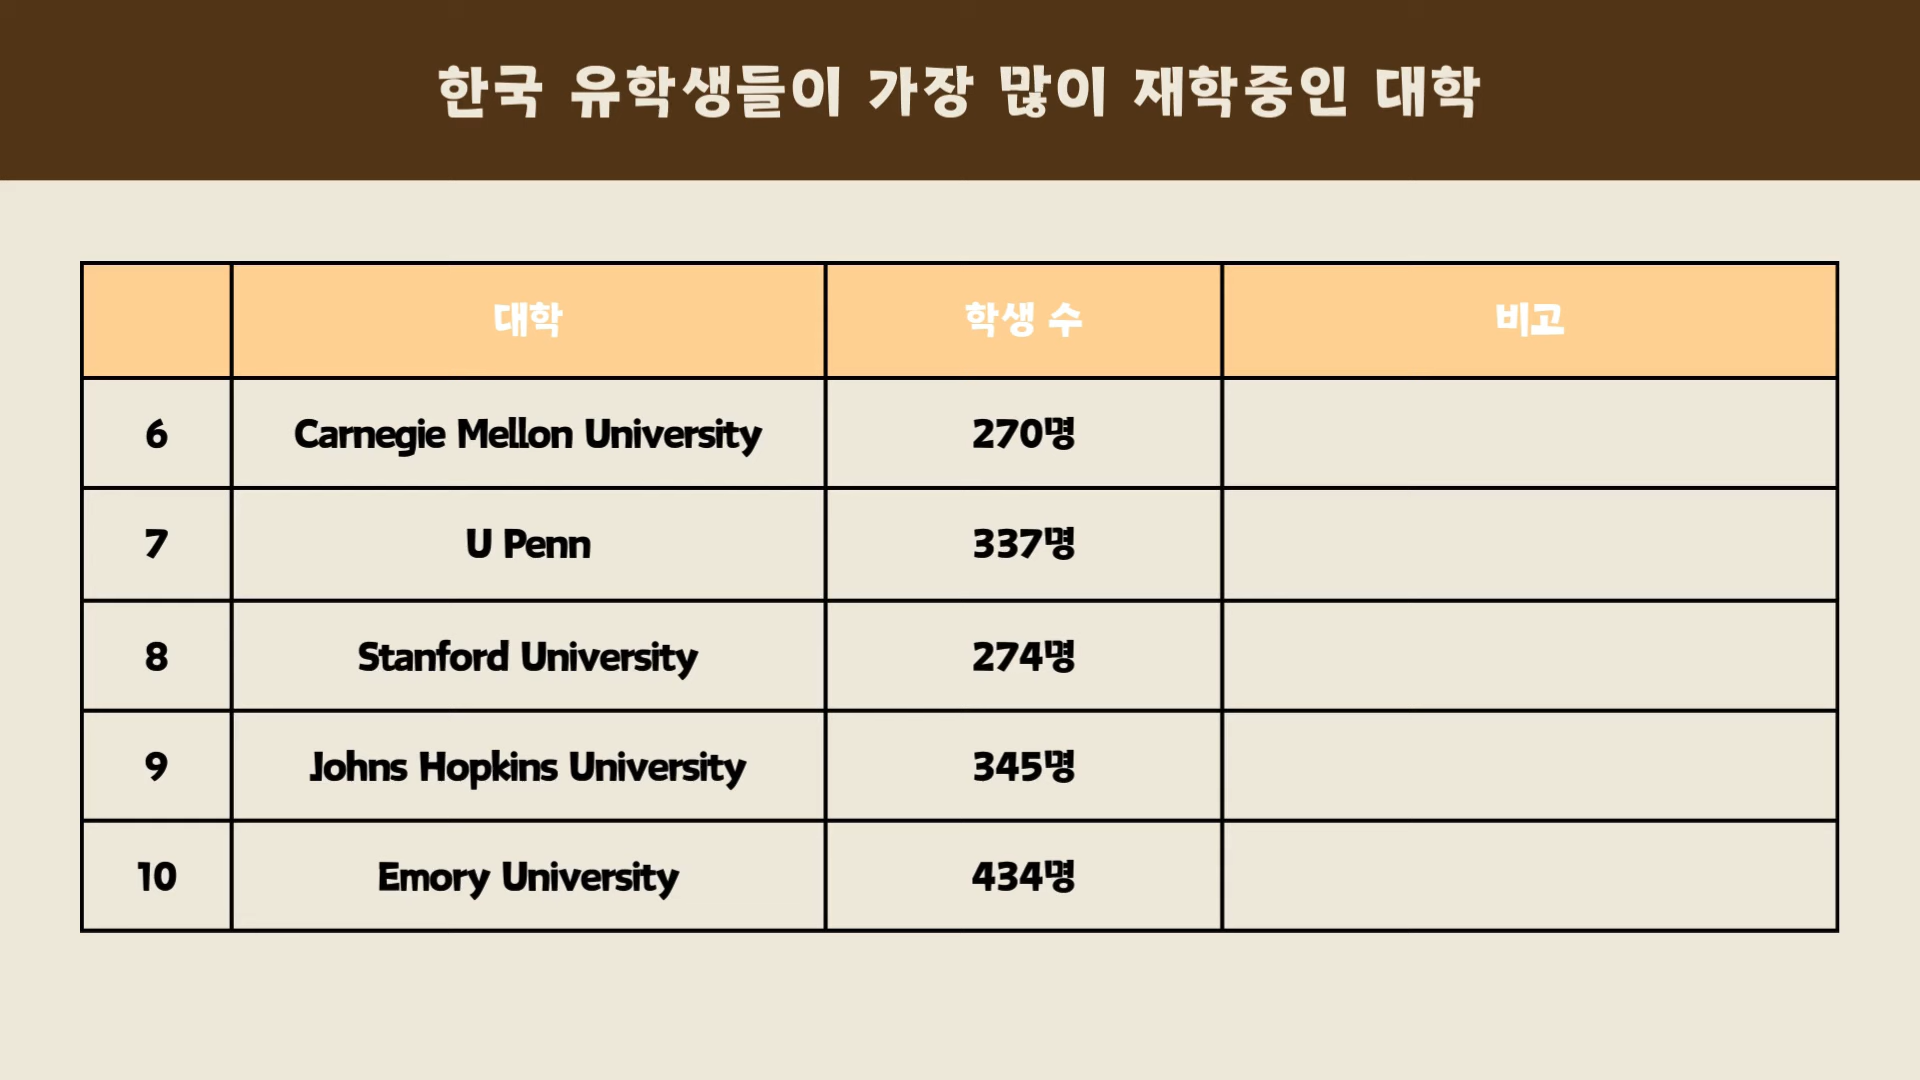 한국 유학생들이 가장 많이 재학중인 대학
대학 학생 수 비고
6 Carnegie Mellon University 270명
7 U Penn 337명
8 Stanford University 274명
9 Johns Hopkins University 345명
10 Emory University 434명